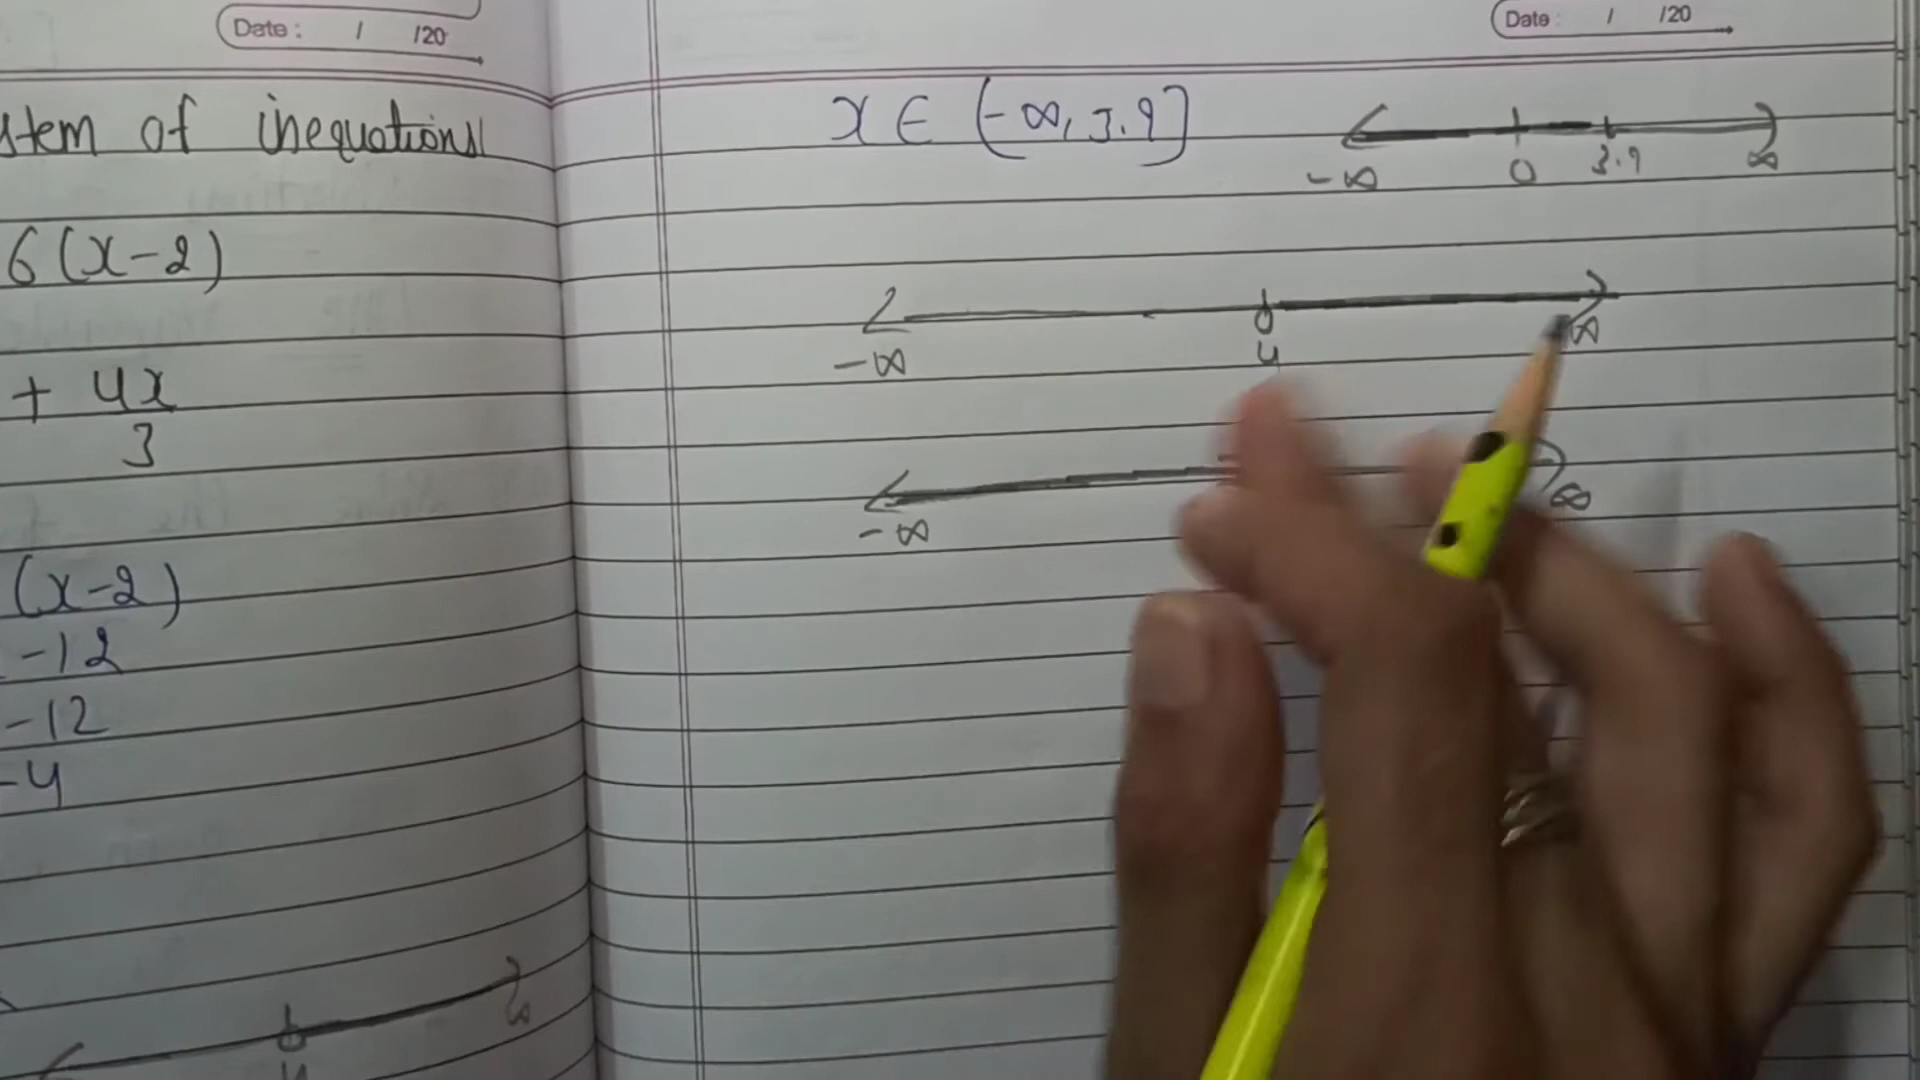 Date : / /20
stem of inequations
6(x-2)
+ 4x
3
(x-2)
-12
-12
-4
4
Date : / /20
x ∈ (-∞, 3.9]
-∞ 0 3.9 ∞
-∞ 4 ∞
-∞ ∞